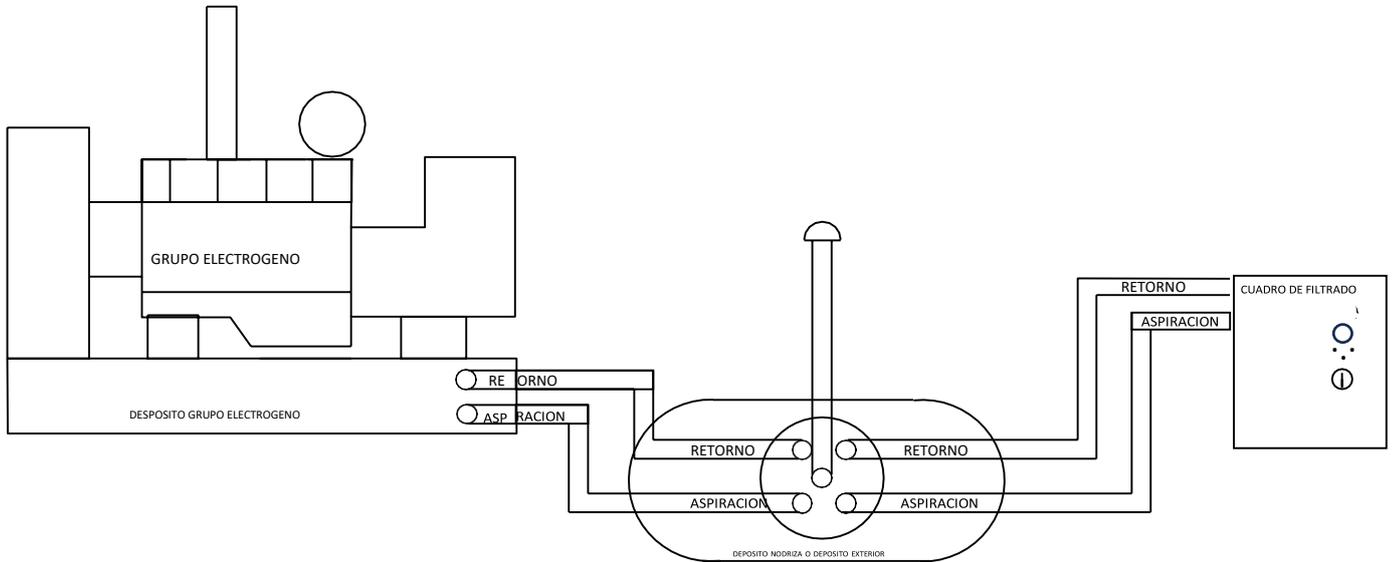 GRUPO ELECTROGENO
DESPOSITO GRUPO ELECTROGENO
RE ORNO
ASP RACION
RETORNO
ASPIRACION
RETORNO
ASPIRACION
DEPOSITO NODRIZA O DEPOSITO EXTERIOR
RETORNO
ASPIRACION
CUADRO DE FILTRADO